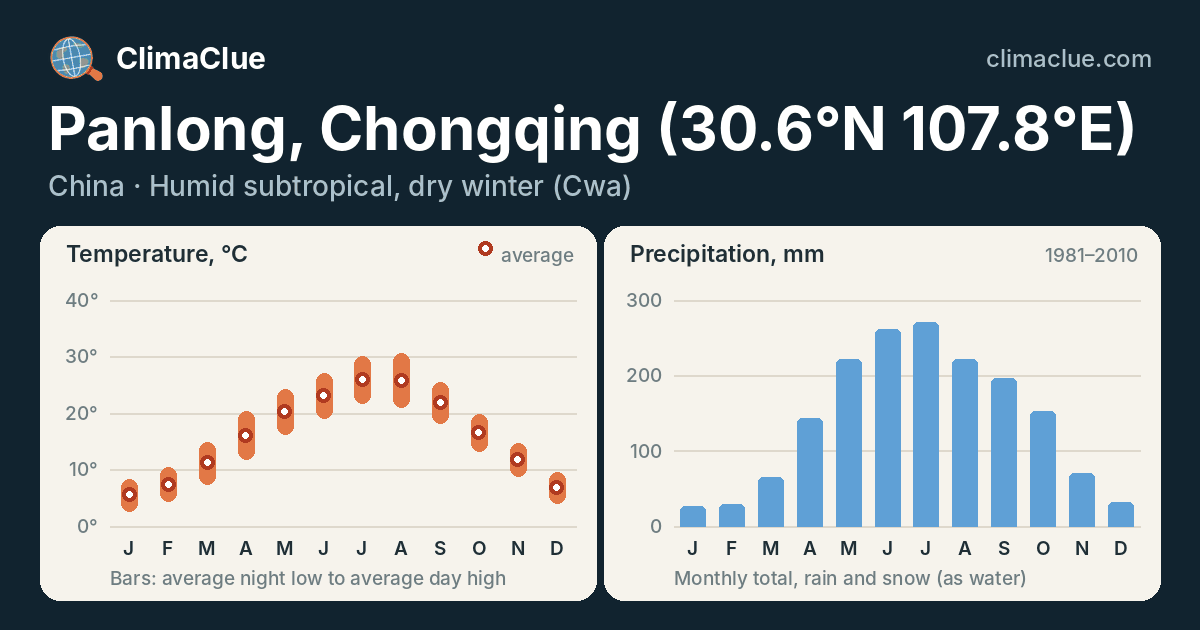 ClimaClue
climaclue.com
Panlong, Chongqing (30.6°N 107.8°E)
China · Humid subtropical, dry winter (Cwa)
Temperature, °C
average
40°
30°
20°
10°
0°
J F M A M J J A S O N D
Bars: average night low to average day high
Precipitation, mm
1981–2010
300
200
100
0
J F M A M J J A S O N D
Monthly total, rain and snow (as water)